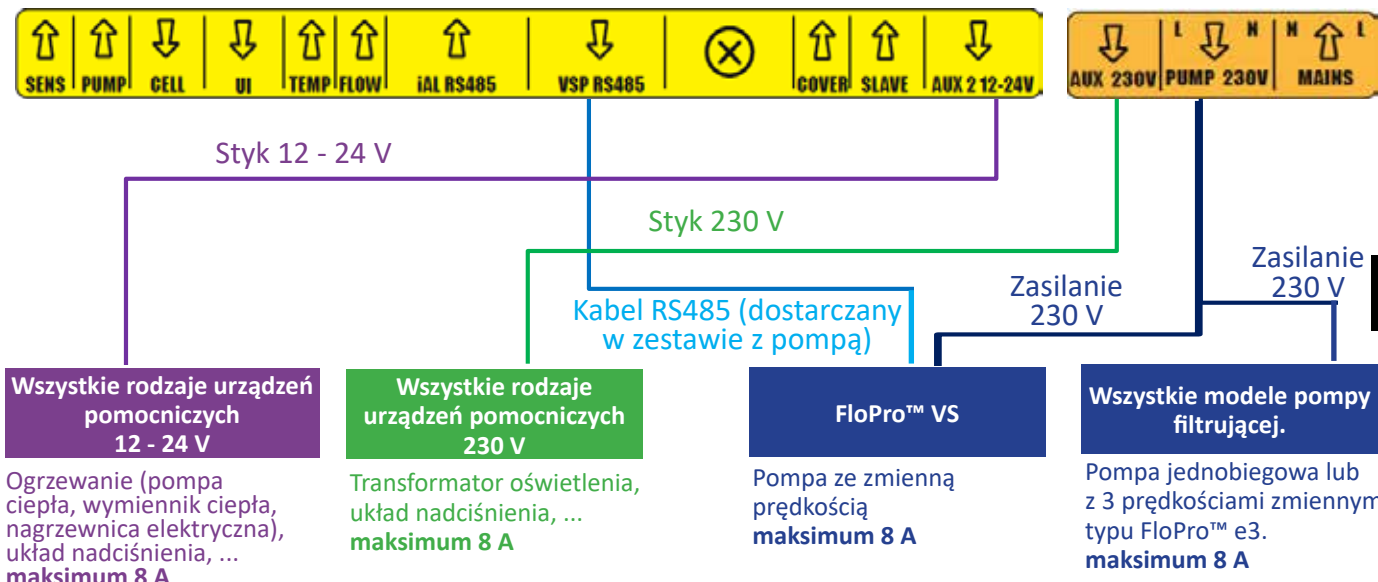 SENS PUMP CELL UI TEMP FLOW iAL RS485 VSP RS485 COVER SLAVE AUX 2 12-24V
AUX 230V L PUMP 230V N N MAINS L
Styk 12 - 24 V
Styk 230 V
Kabel RS485 (dostarczany
w zestawie z pompą)
Zasilanie
230 V
Zasilanie
230 V
Wszystkie rodzaje urządzeń
pomocniczych
12 - 24 V
Ogrzewanie (pompa
ciepła, wymiennik ciepła,
nagrzewnica elektryczna),
układ nadciśnienia, ...
maksimum 8 A
Wszystkie rodzaje
urządzeń pomocniczych
230 V
Transformator oświetlenia,
układ nadciśnienia, ...
maksimum 8 A
FloPro™ VS
Pompa ze zmienną
prędkością
maksimum 8 A
Wszystkie modele pompy
filtrującej.
Pompa jednobiegowa lub
z 3 prędkościami zmiennym
typu FloPro™ e3.
maksimum 8 A